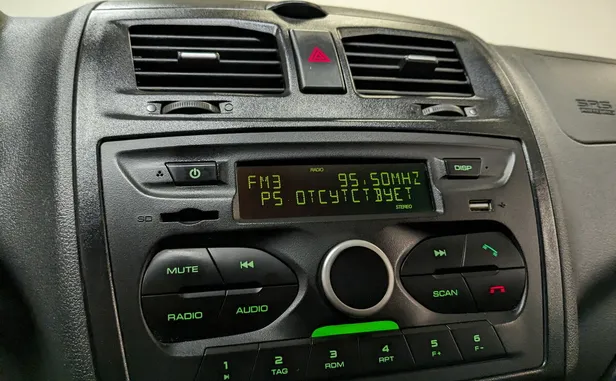 SRS
RADIO
FM3 95.50MHZ
PS ОТСУТСТВУЕТ
STEREO
DISP
SD
MUTE
RADIO AUDIO
SCAN
1 2 3 4 5 6
TAG RDM RPT F+ F-